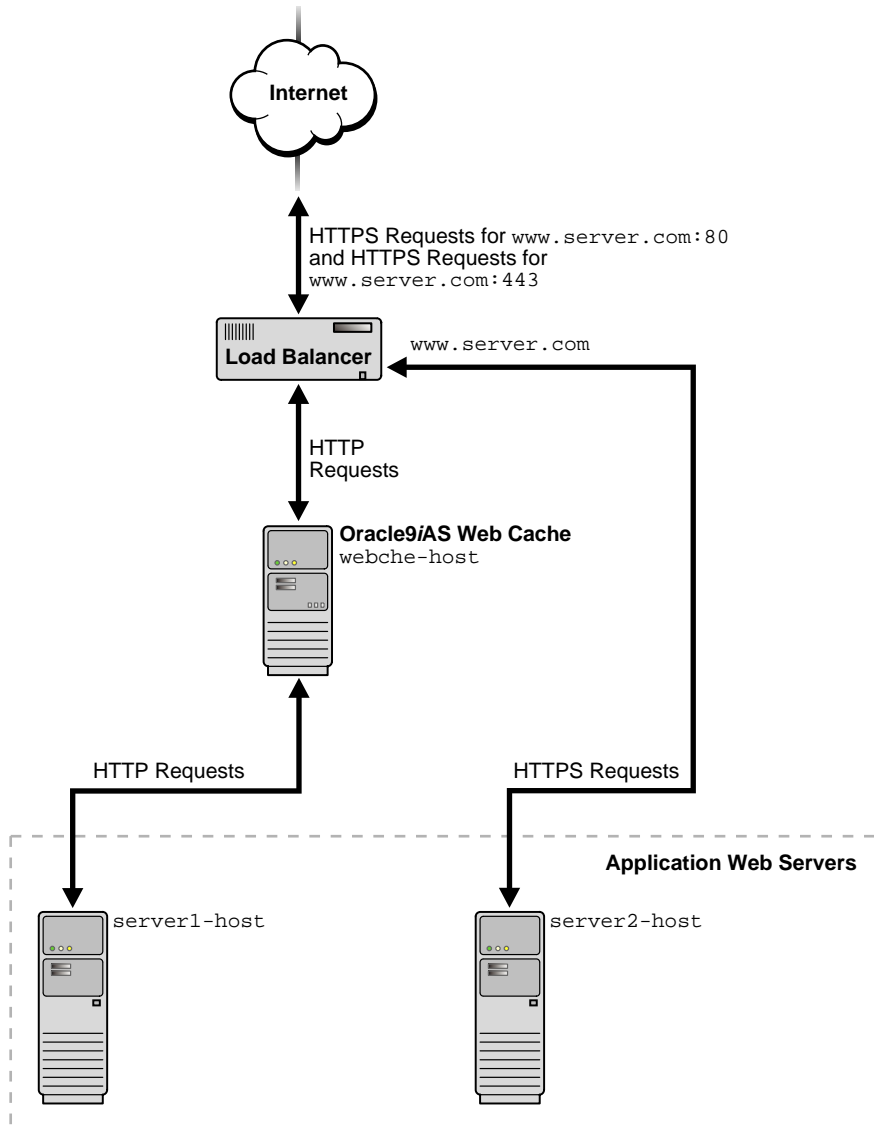 Internet
HTTPS Requests for www.server.com:80
and HTTPS Requests for
www.server.com:443
Load Balancer
www.server.com
HTTP
Requests
Oracle9iAS Web Cache
webche-host
HTTP Requests
HTTPS Requests
Application Web Servers
server1-host
server2-host